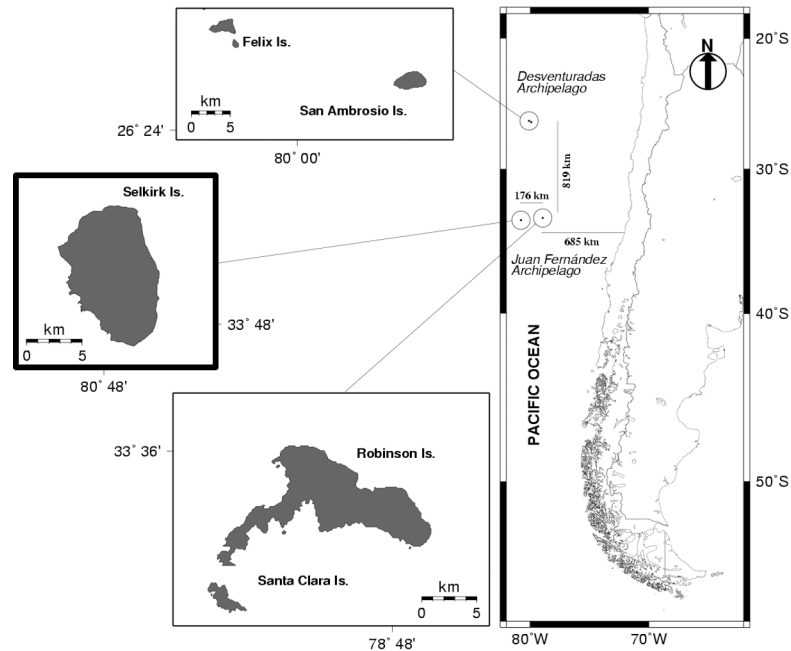 Felix Is.
km
0 5
San Ambrosio Is.
26˚ 24'
80˚ 00'
Selkirk Is.
km
0 5
33˚ 48'
80˚ 48'
33˚ 36'
Robinson Is.
Santa Clara Is.
km
0 5
78˚ 48'
N
20˚S
Desventuradas
Archipelago
819 km
30˚S
176 km
685 km
Juan Fernández
Archipelago
40˚S
PACIFIC OCEAN
50˚S
80˚W 70˚W